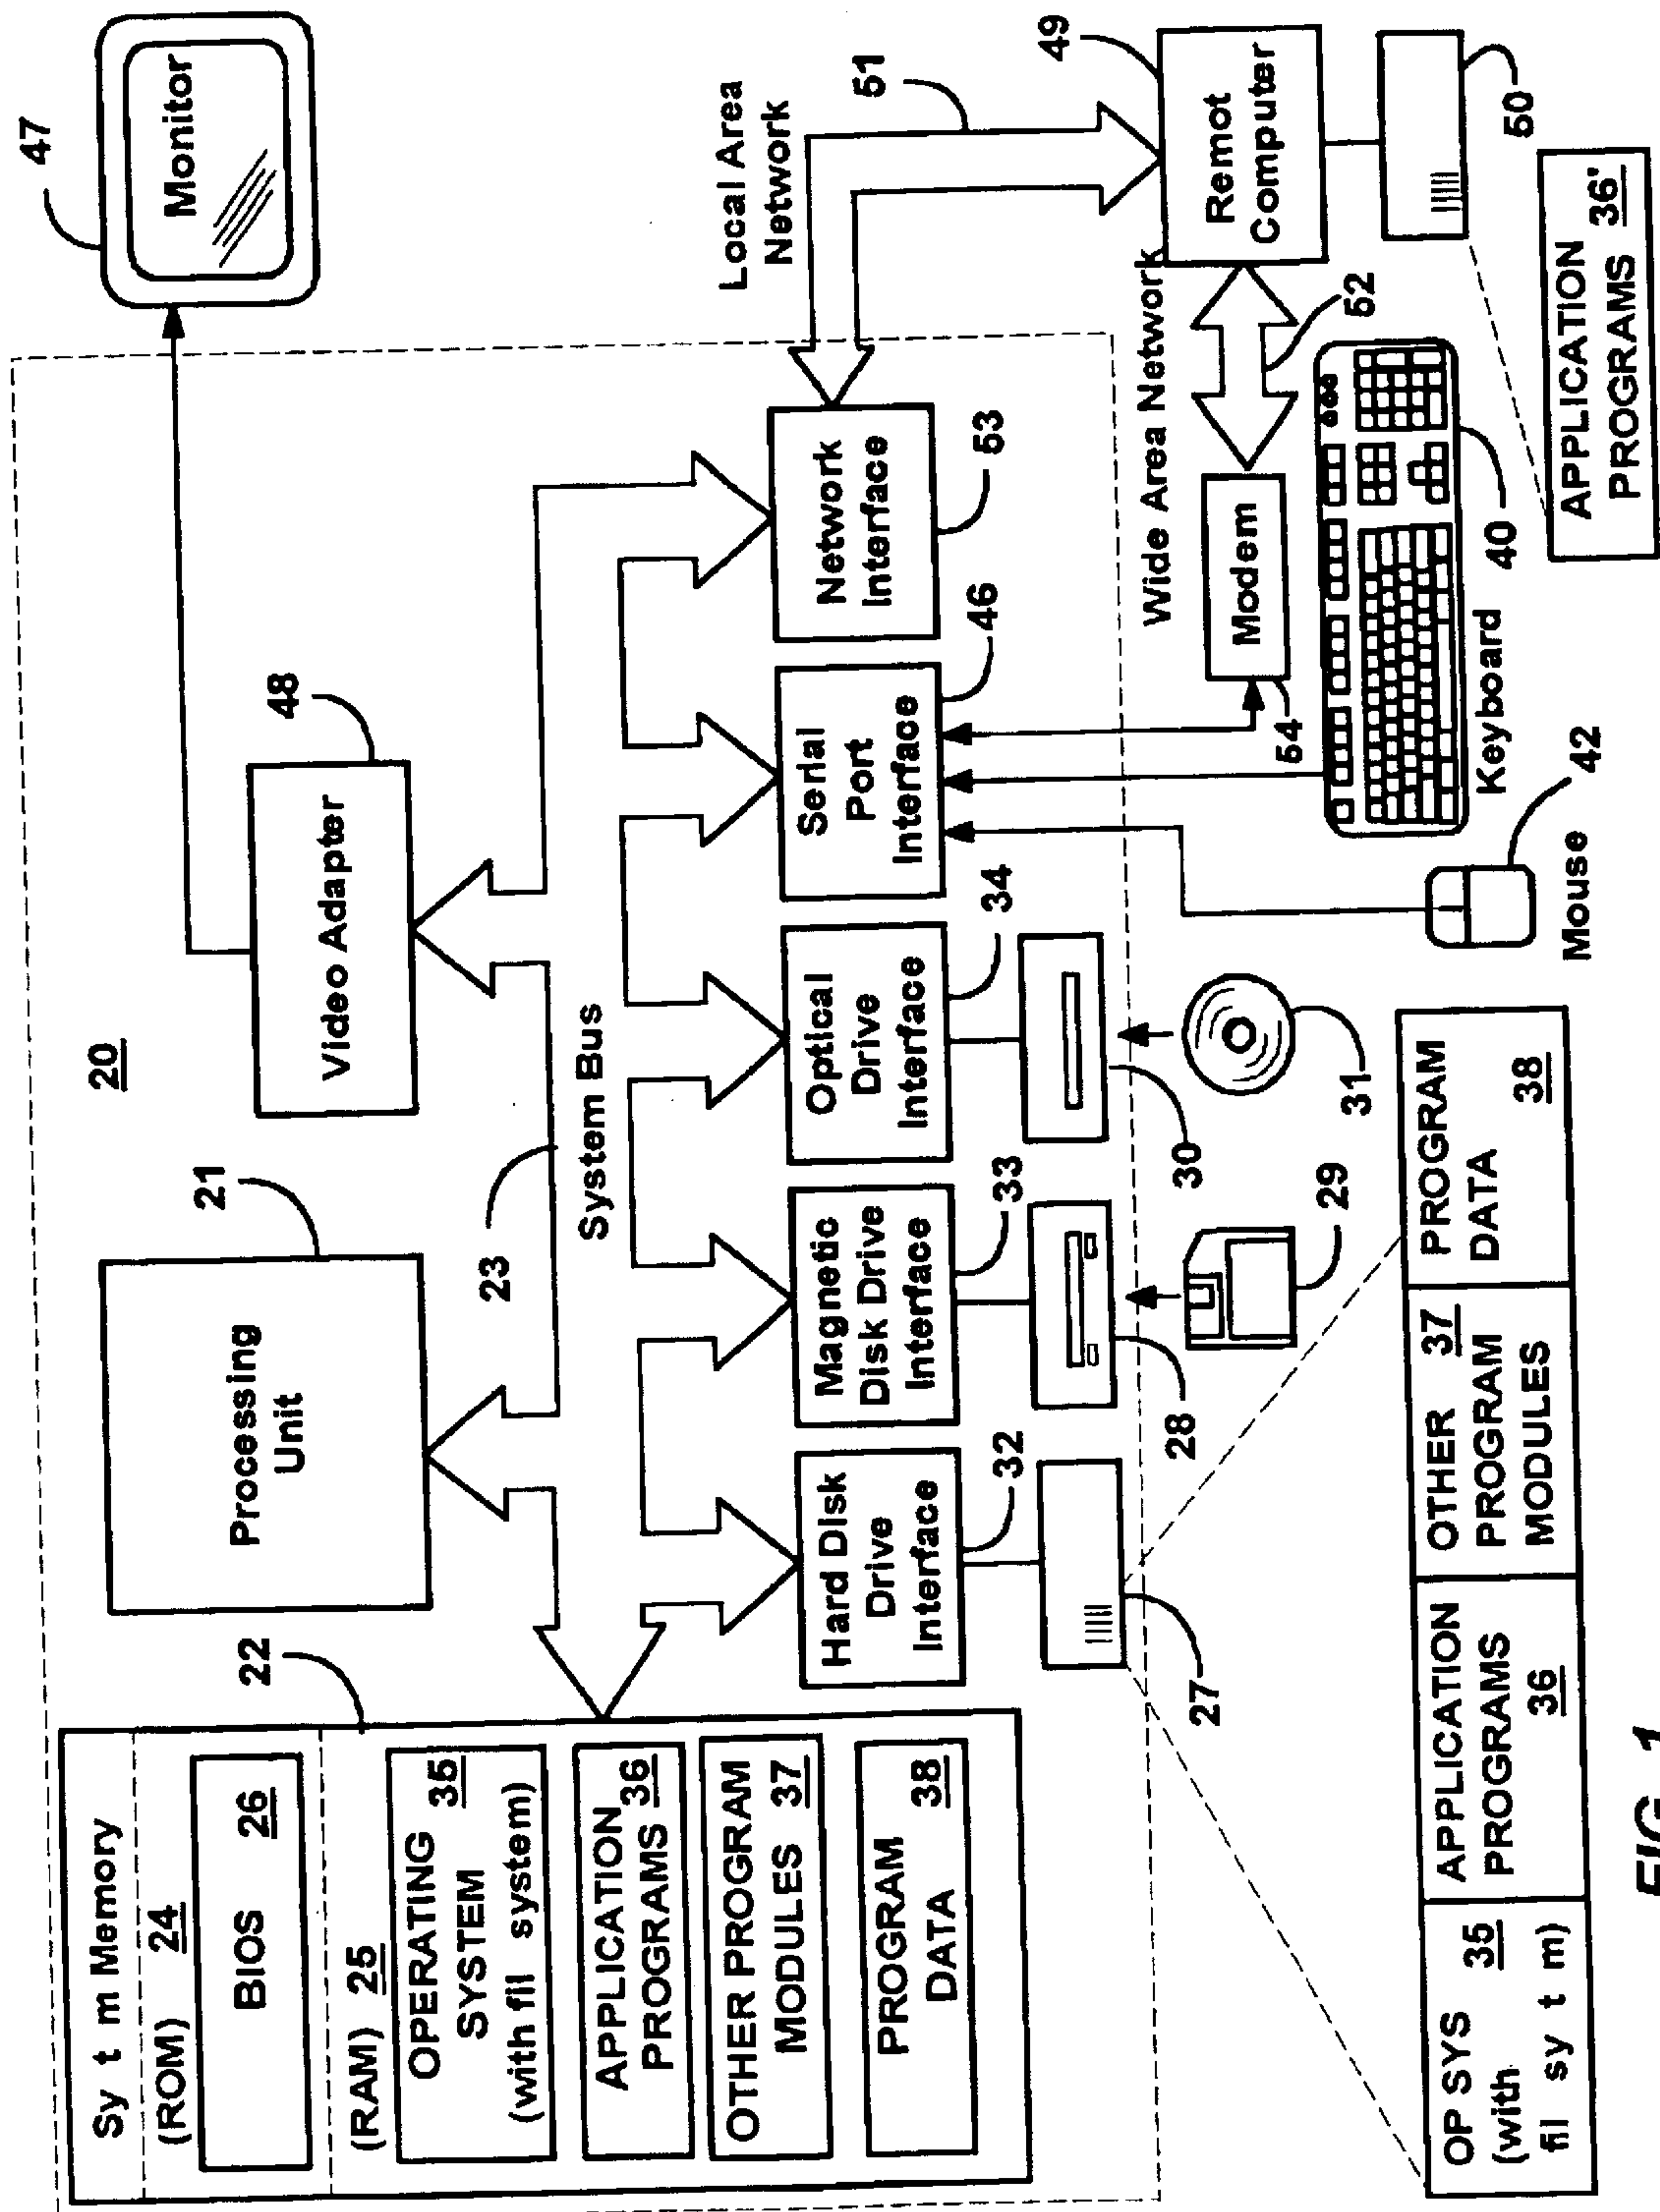 Sy t m Memory
(ROM) 24
BIOS 26
(RAM) 25
OPERATING
SYSTEM 35
(with fil system)
APPLICATION
PROGRAMS 36
OTHER PROGRAM
MODULES 37
PROGRAM
DATA 38
22
Processing
Unit
21
20
Video Adapter
48
47
Monitor
23
System Bus
Hard Disk
Drive
Interface
32
Magnetic
Disk Drive
Interface
33
Optical
Drive
Interface
34
Serial
Port
Interface
46
Network
Interface
53
Local Area
Network
51
27
28
29
30
31
Wide Area Network
52
Modem
54
Remot
Computer
49
50
Keyboard
40
Mouse
42
OP SYS 35
(with
fil sy t m)
APPLICATION
PROGRAMS
36
OTHER 37
PROGRAM
MODULES
PROGRAM
DATA 38
APPLICATION
PROGRAMS 36'
FIG. 1